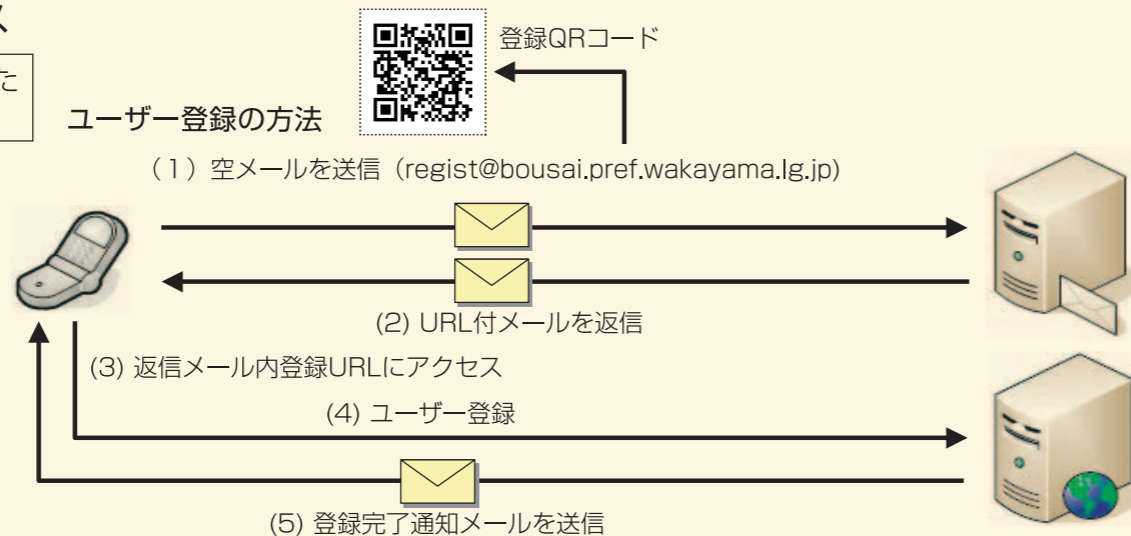 た
ユーザー登録の方法
登録QRコード
（1）空メールを送信（regist@bousai.pref.wakayama.lg.jp)
(2) URL付メールを返信
(3) 返信メール内登録URLにアクセス
(4) ユーザー登録
(5) 登録完了通知メールを送信